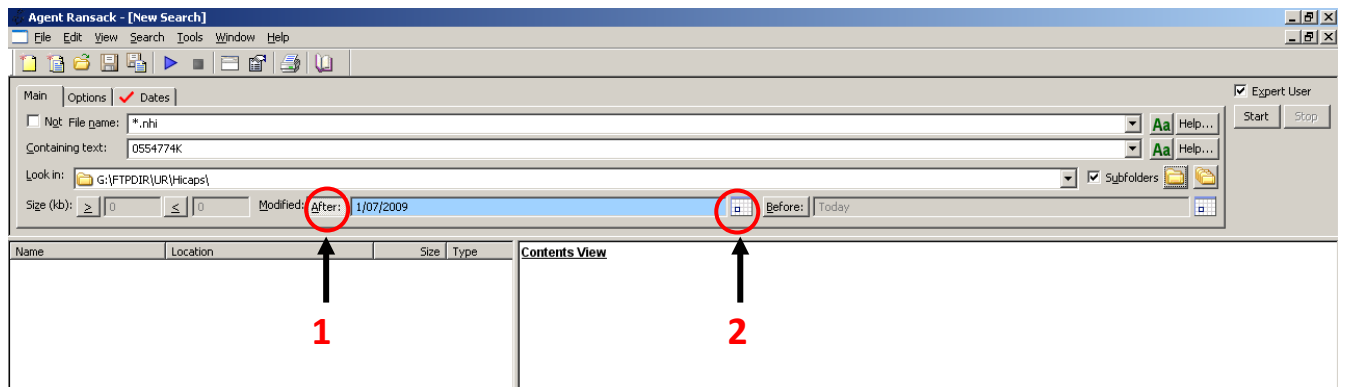 Agent Ransack - [New Search]
File Edit View Search Tools Window Help
Main Options Dates Expert User
Not File name: *.nhi Aa Help... Start Stop
Containing text: 0554774K Aa Help...
Look in: G:\FTPDIR\UR\Hicaps\ Subfolders
Size (kb): ≥ 0 ≤ 0 Modified: After: 1/07/2009 Before: Today
Name Location Size Type Contents View
1 2